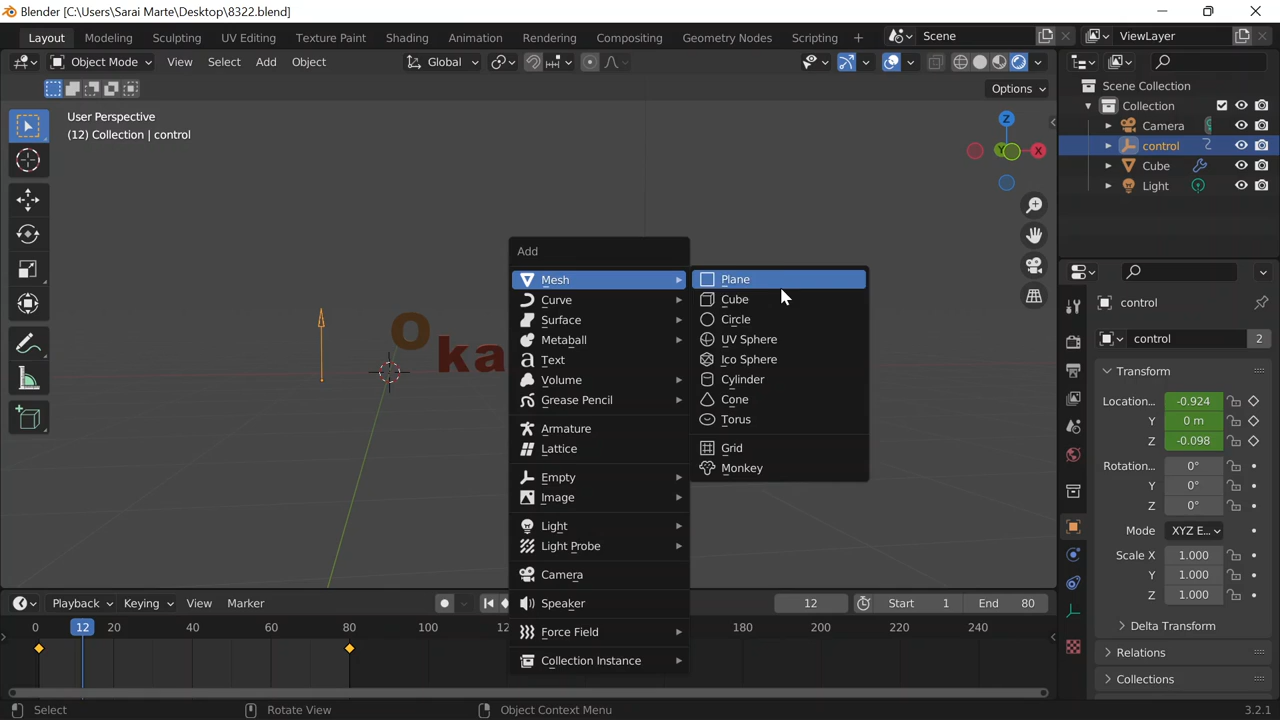 Blender [C:\Users\Sarai Marte\Desktop\8322.blend]
Layout Modeling Sculpting UV Editing Texture Paint Shading Animation Rendering Compositing Geometry Nodes Scripting + Scene ViewLayer
Object Mode View Select Add Object Global
Options
User Perspective
(12) Collection | control
Z
Y
X
Scene Collection
Collection
Camera
control
Cube
Light
Oka
Add
Mesh
Curve
Surface
Metaball
Text
Volume
Grease Pencil
Armature
Lattice
Empty
Image
Light
Light Probe
Camera
Speaker
Force Field
Collection Instance
Plane
Cube
Circle
UV Sphere
Ico Sphere
Cylinder
Cone
Torus
Grid
Monkey
control
control 2
Transform
Location... -0.924
Y 0 m
Z -0.098
Rotation... 0°
Y 0°
Z 0°
Mode XYZ E...
Scale X 1.000
Y 1.000
Z 1.000
Delta Transform
Relations
Collections
Playback Keying View Marker 12 Start 1 End 80
0 12 20 40 60 80 100 12 180 200 220 240
Select Rotate View Object Context Menu 3.2.1